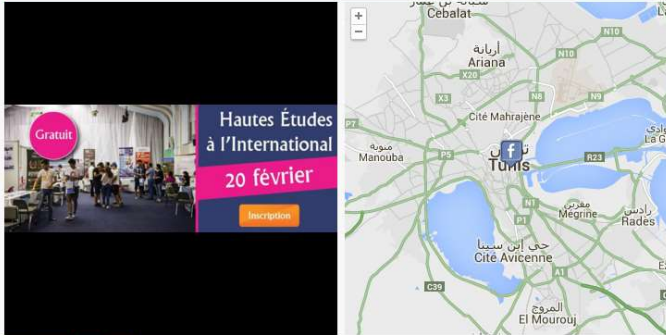 Gratuit
Hautes Études
à l'International
20 février
Inscription
+
−
Cebalat
أريانة
Ariana
N10
N10
X20
X3
N8
N9
Cité Mahrajène
P7
منوبة
Manouba
P5
f
Tunis
R23
N1
P1
مقرين
Mégrine
رادس
Rades
حي إبن سينا
Cité Avicenne
A1
C39
المروج
El Mourouj